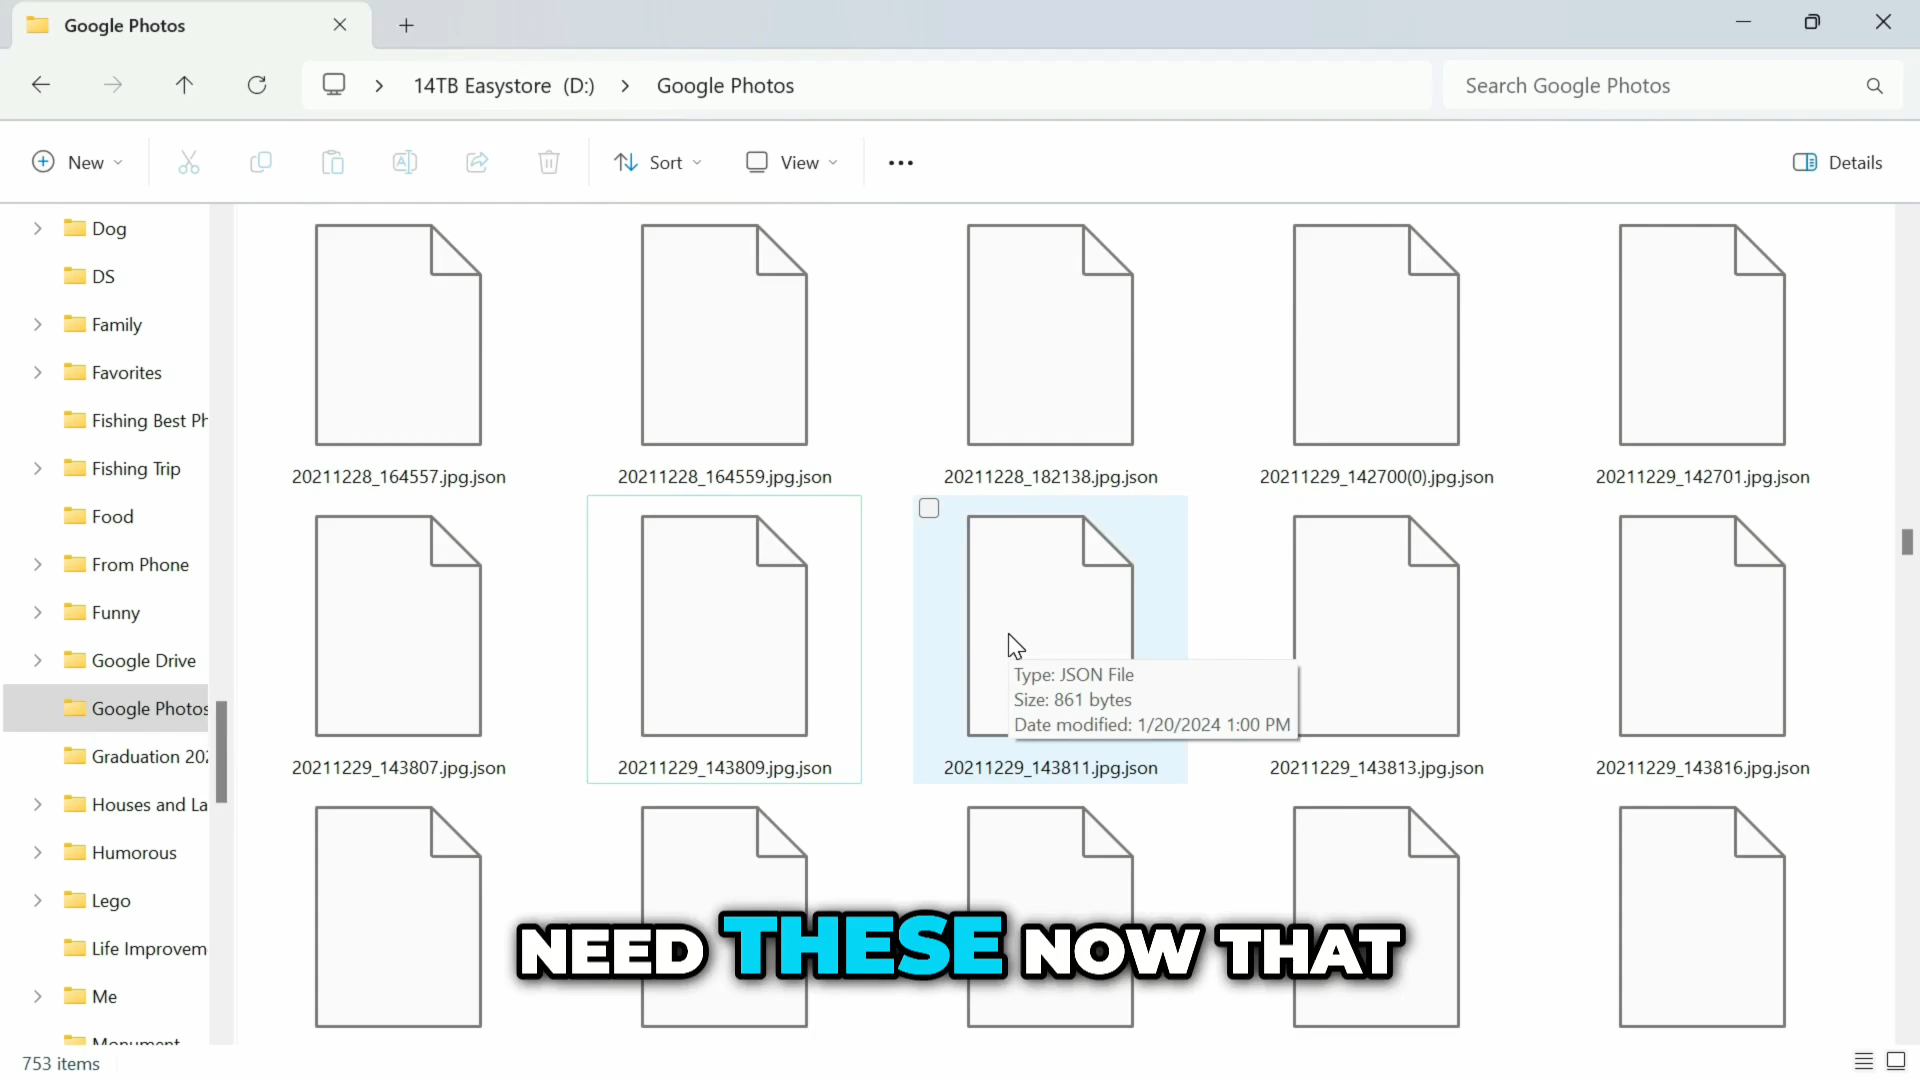 Google Photos
14TB Easystore (D:) Google Photos
Search Google Photos
New
Sort
View
Details
Dog
DS
Family
Favorites
Fishing Best Ph
Fishing Trip
Food
From Phone
Funny
Google Drive
Google Photos
Graduation 202
Houses and La
Humorous
Lego
Life Improvem
Me
Monument
20211228_164557.jpg.json
20211228_164559.jpg.json
20211228_182138.jpg.json
20211229_142700(0).jpg.json
20211229_142701.jpg.json
Type: JSON File
Size: 861 bytes
Date modified: 1/20/2024 1:00 PM
20211229_143807.jpg.json
20211229_143809.jpg.json
20211229_143811.jpg.json
20211229_143813.jpg.json
20211229_143816.jpg.json
NEED THESE NOW THAT
753 items